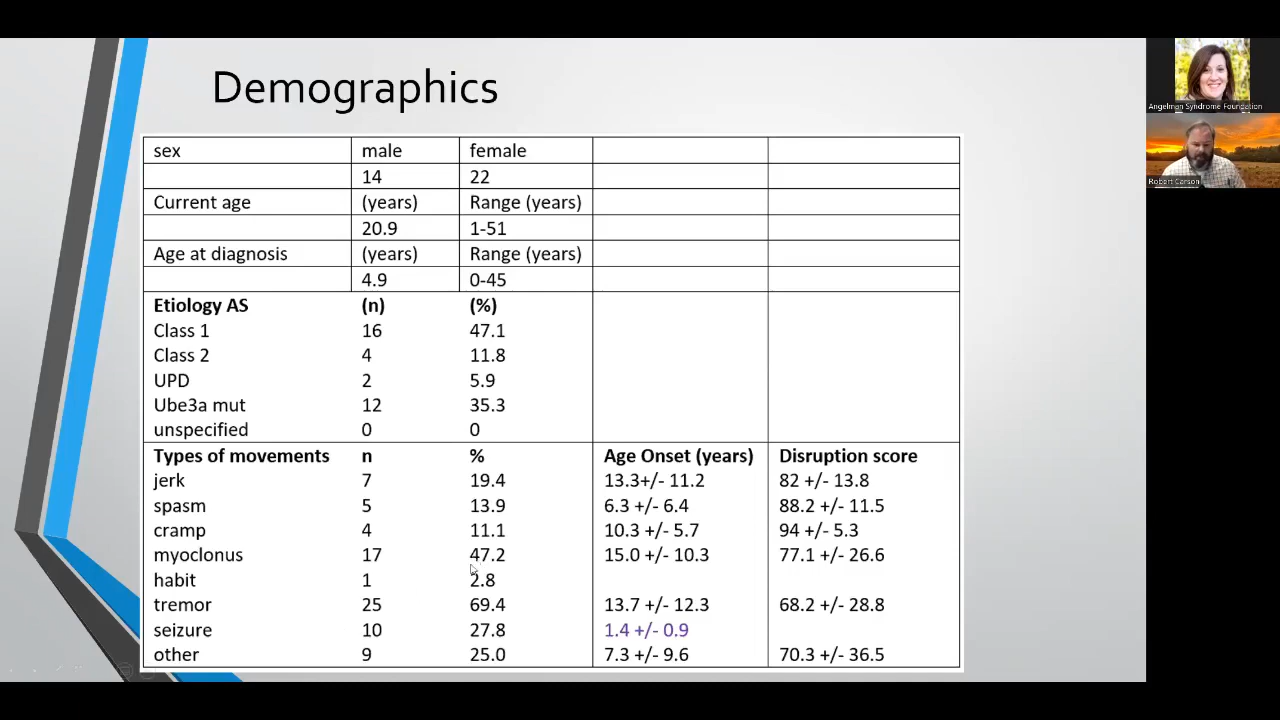 Demographics
sex male female
14 22
Current age (years) Range (years)
20.9 1-51
Age at diagnosis (years) Range (years)
4.9 0-45
Etiology AS (n) (%)
Class 1 16 47.1
Class 2 4 11.8
UPD 2 5.9
Ube3a mut 12 35.3
unspecified 0 0
Types of movements n % Age Onset (years) Disruption score
jerk 7 19.4 13.3+/- 11.2 82 +/- 13.8
spasm 5 13.9 6.3 +/- 6.4 88.2 +/- 11.5
cramp 4 11.1 10.3 +/- 5.7 94 +/- 5.3
myoclonus 17 47.2 15.0 +/- 10.3 77.1 +/- 26.6
habit 1 2.8
tremor 25 69.4 13.7 +/- 12.3 68.2 +/- 28.8
seizure 10 27.8 1.4 +/- 0.9
other 9 25.0 7.3 +/- 9.6 70.3 +/- 36.5
Angelman Syndrome Foundation
Robert Carson